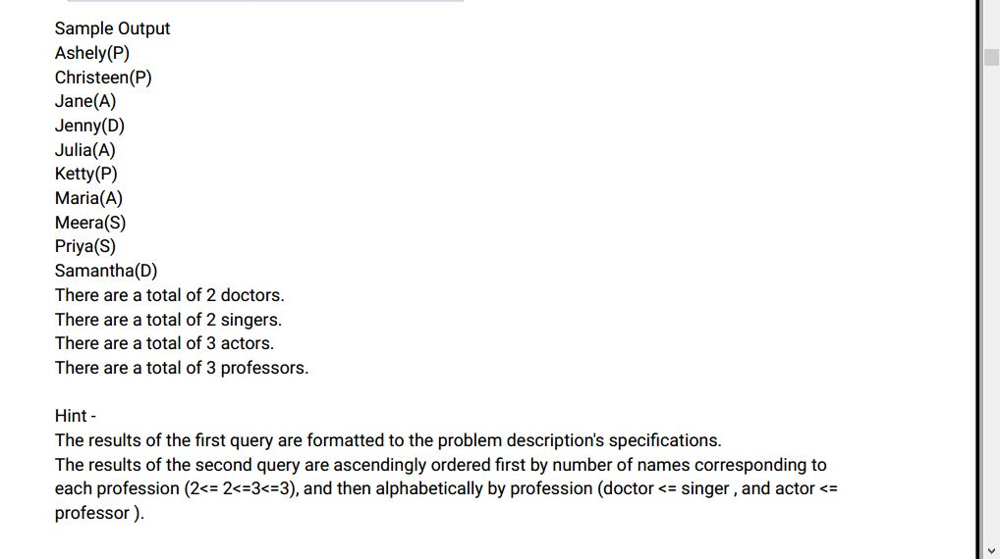 Sample Output
Ashely(P)
Christeen(P)
Jane(A)
Jenny(D)
Julia(A)
Ketty(P)
Maria(A)
Meera(S)
Priya(S)
Samantha(D)
There are a total of 2 doctors.
There are a total of 2 singers.
There are a total of 3 actors.
There are a total of 3 professors.
Hint -
The results of the first query are formatted to the problem description's specifications.
The results of the second query are ascendingly ordered first by number of names corresponding to
each profession (2<= 2<=3<=3), and then alphabetically by profession (doctor <= singer , and actor <=
professor ).